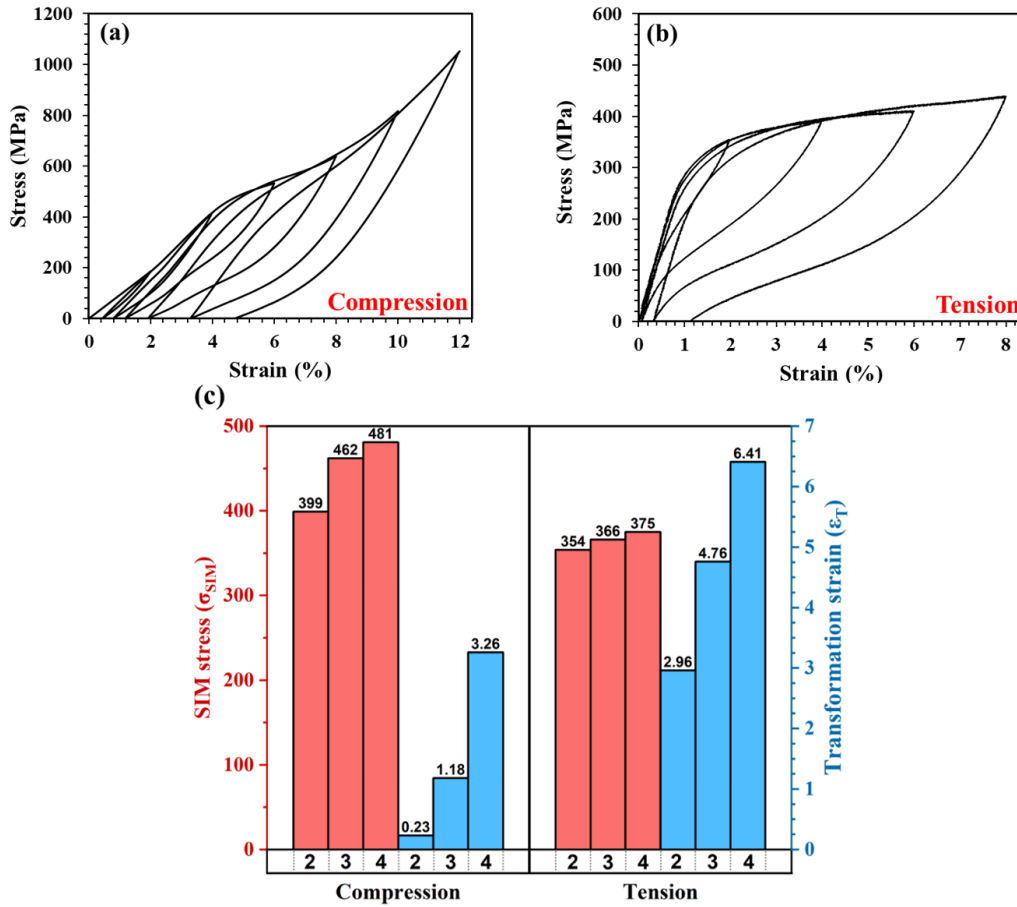 (a)
1200
1000
800
600
400
200
0
Stress (MPa)
0 2 4 6 8 10 12
Strain (%)
Compression
(b)
600
500
400
300
200
100
0
Stress (MPa)
0 1 2 3 4 5 6 7 8
Strain (%)
Tension
(c)
500
400
300
200
100
0
SIM stress (σSIM)
399
462
481
0.23
1.18
3.26
354
366
375
2.96
4.76
6.41
7
6
5
4
3
2
1
0
Transformation strain (εT)
2 3 4 2 3 4 2 3 4 2 3 4
Compression Tension